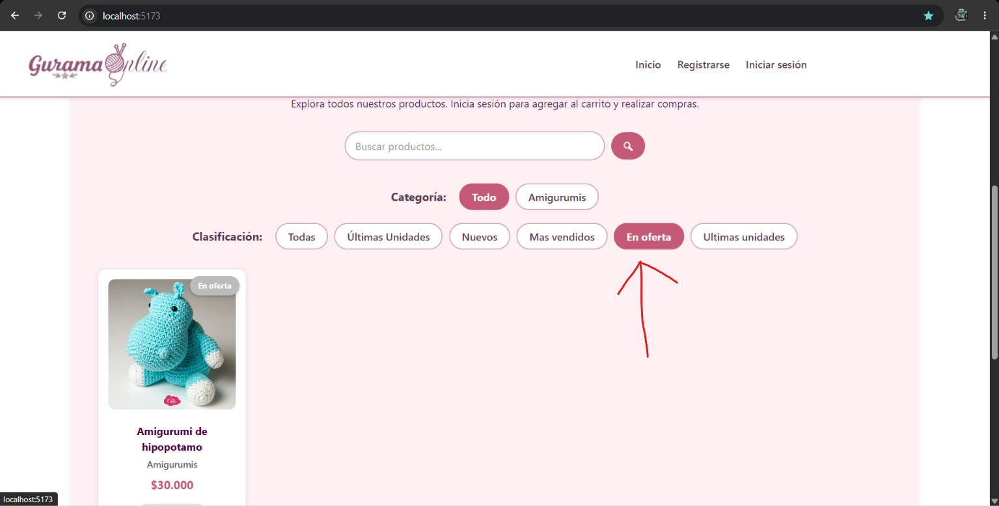 localhost:5173
Gurama Online
Inicio Registrarse Iniciar sesión
Explora todos nuestros productos. Inicia sesión para agregar al carrito y realizar compras.
Buscar productos...
Categoría: Todo Amigurumis
Clasificación: Todas Últimas Unidades Nuevos Mas vendidos En oferta Ultimas unidades
En oferta
Amigurumi de
hipopotamo
Amigurumis
$30.000
localhost:5173